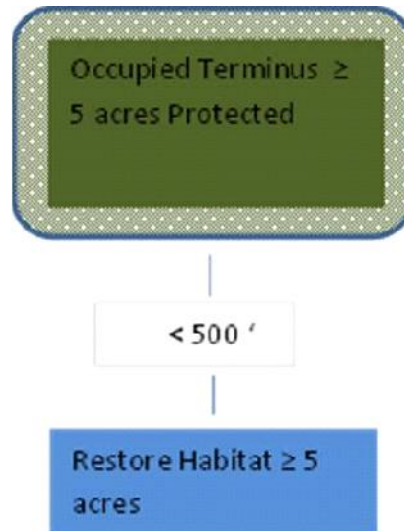 Occupied Terminus ≥
5 acres Protected
< 500 ‘
Restore Habitat ≥ 5
acres